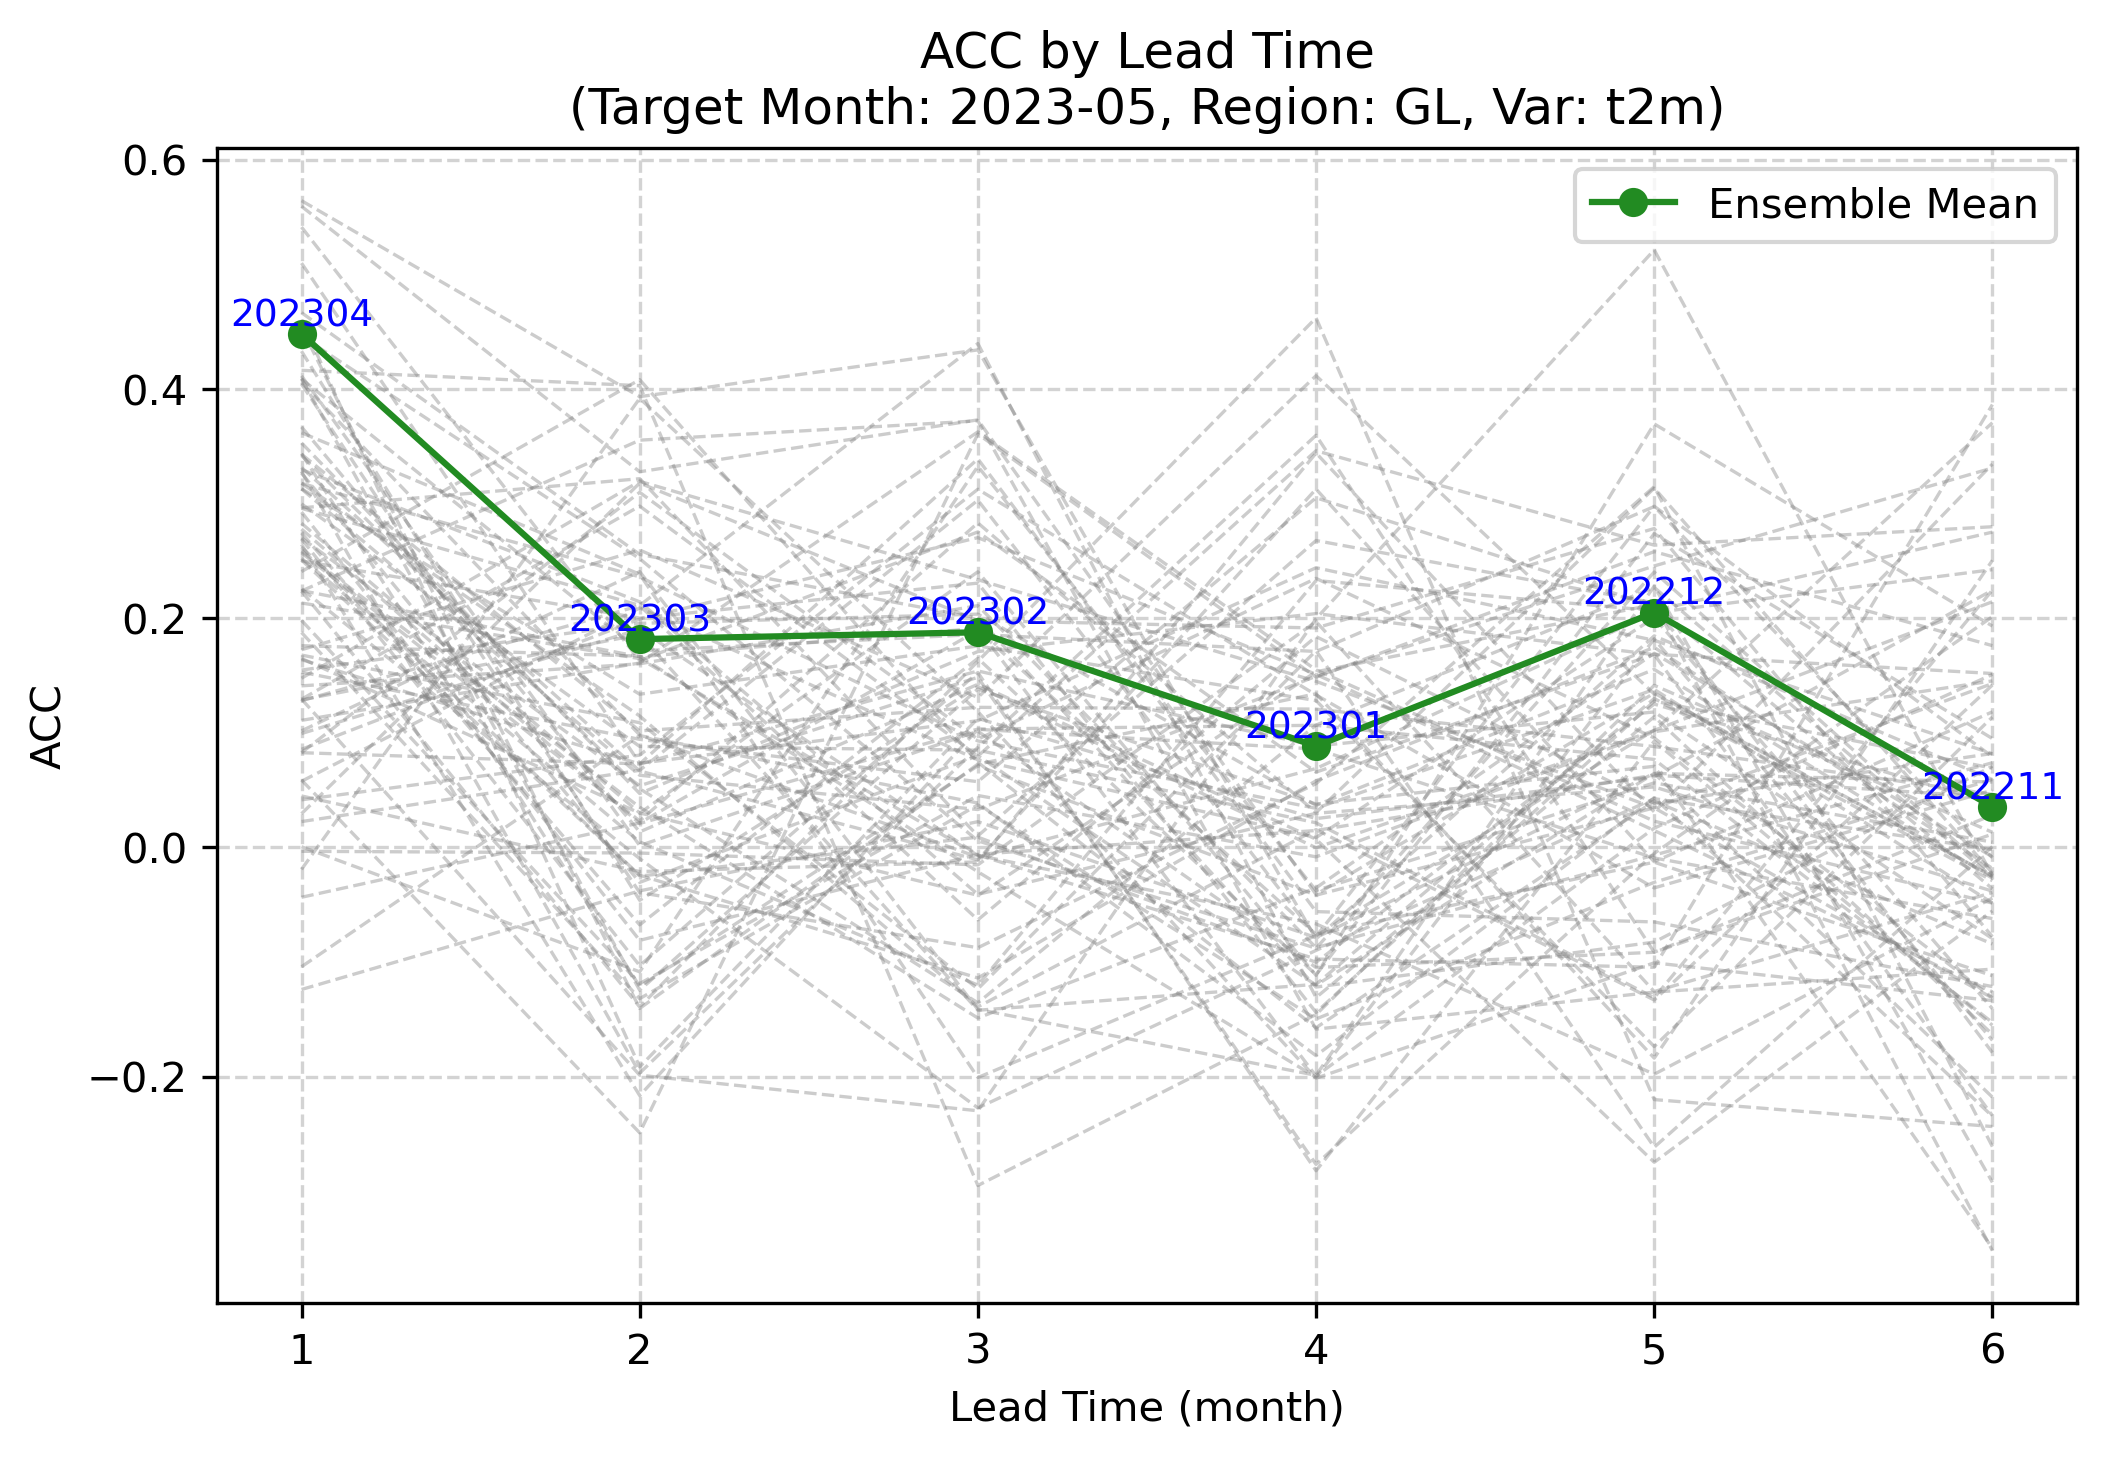 ACC by Lead Time
(Target Month: 2023-05, Region: GL, Var: t2m)
0.6
0.4
0.2
0.0
−0.2
ACC
Ensemble Mean
202304
202303
202302
202301
202212
202211
1 2 3 4 5 6
Lead Time (month)